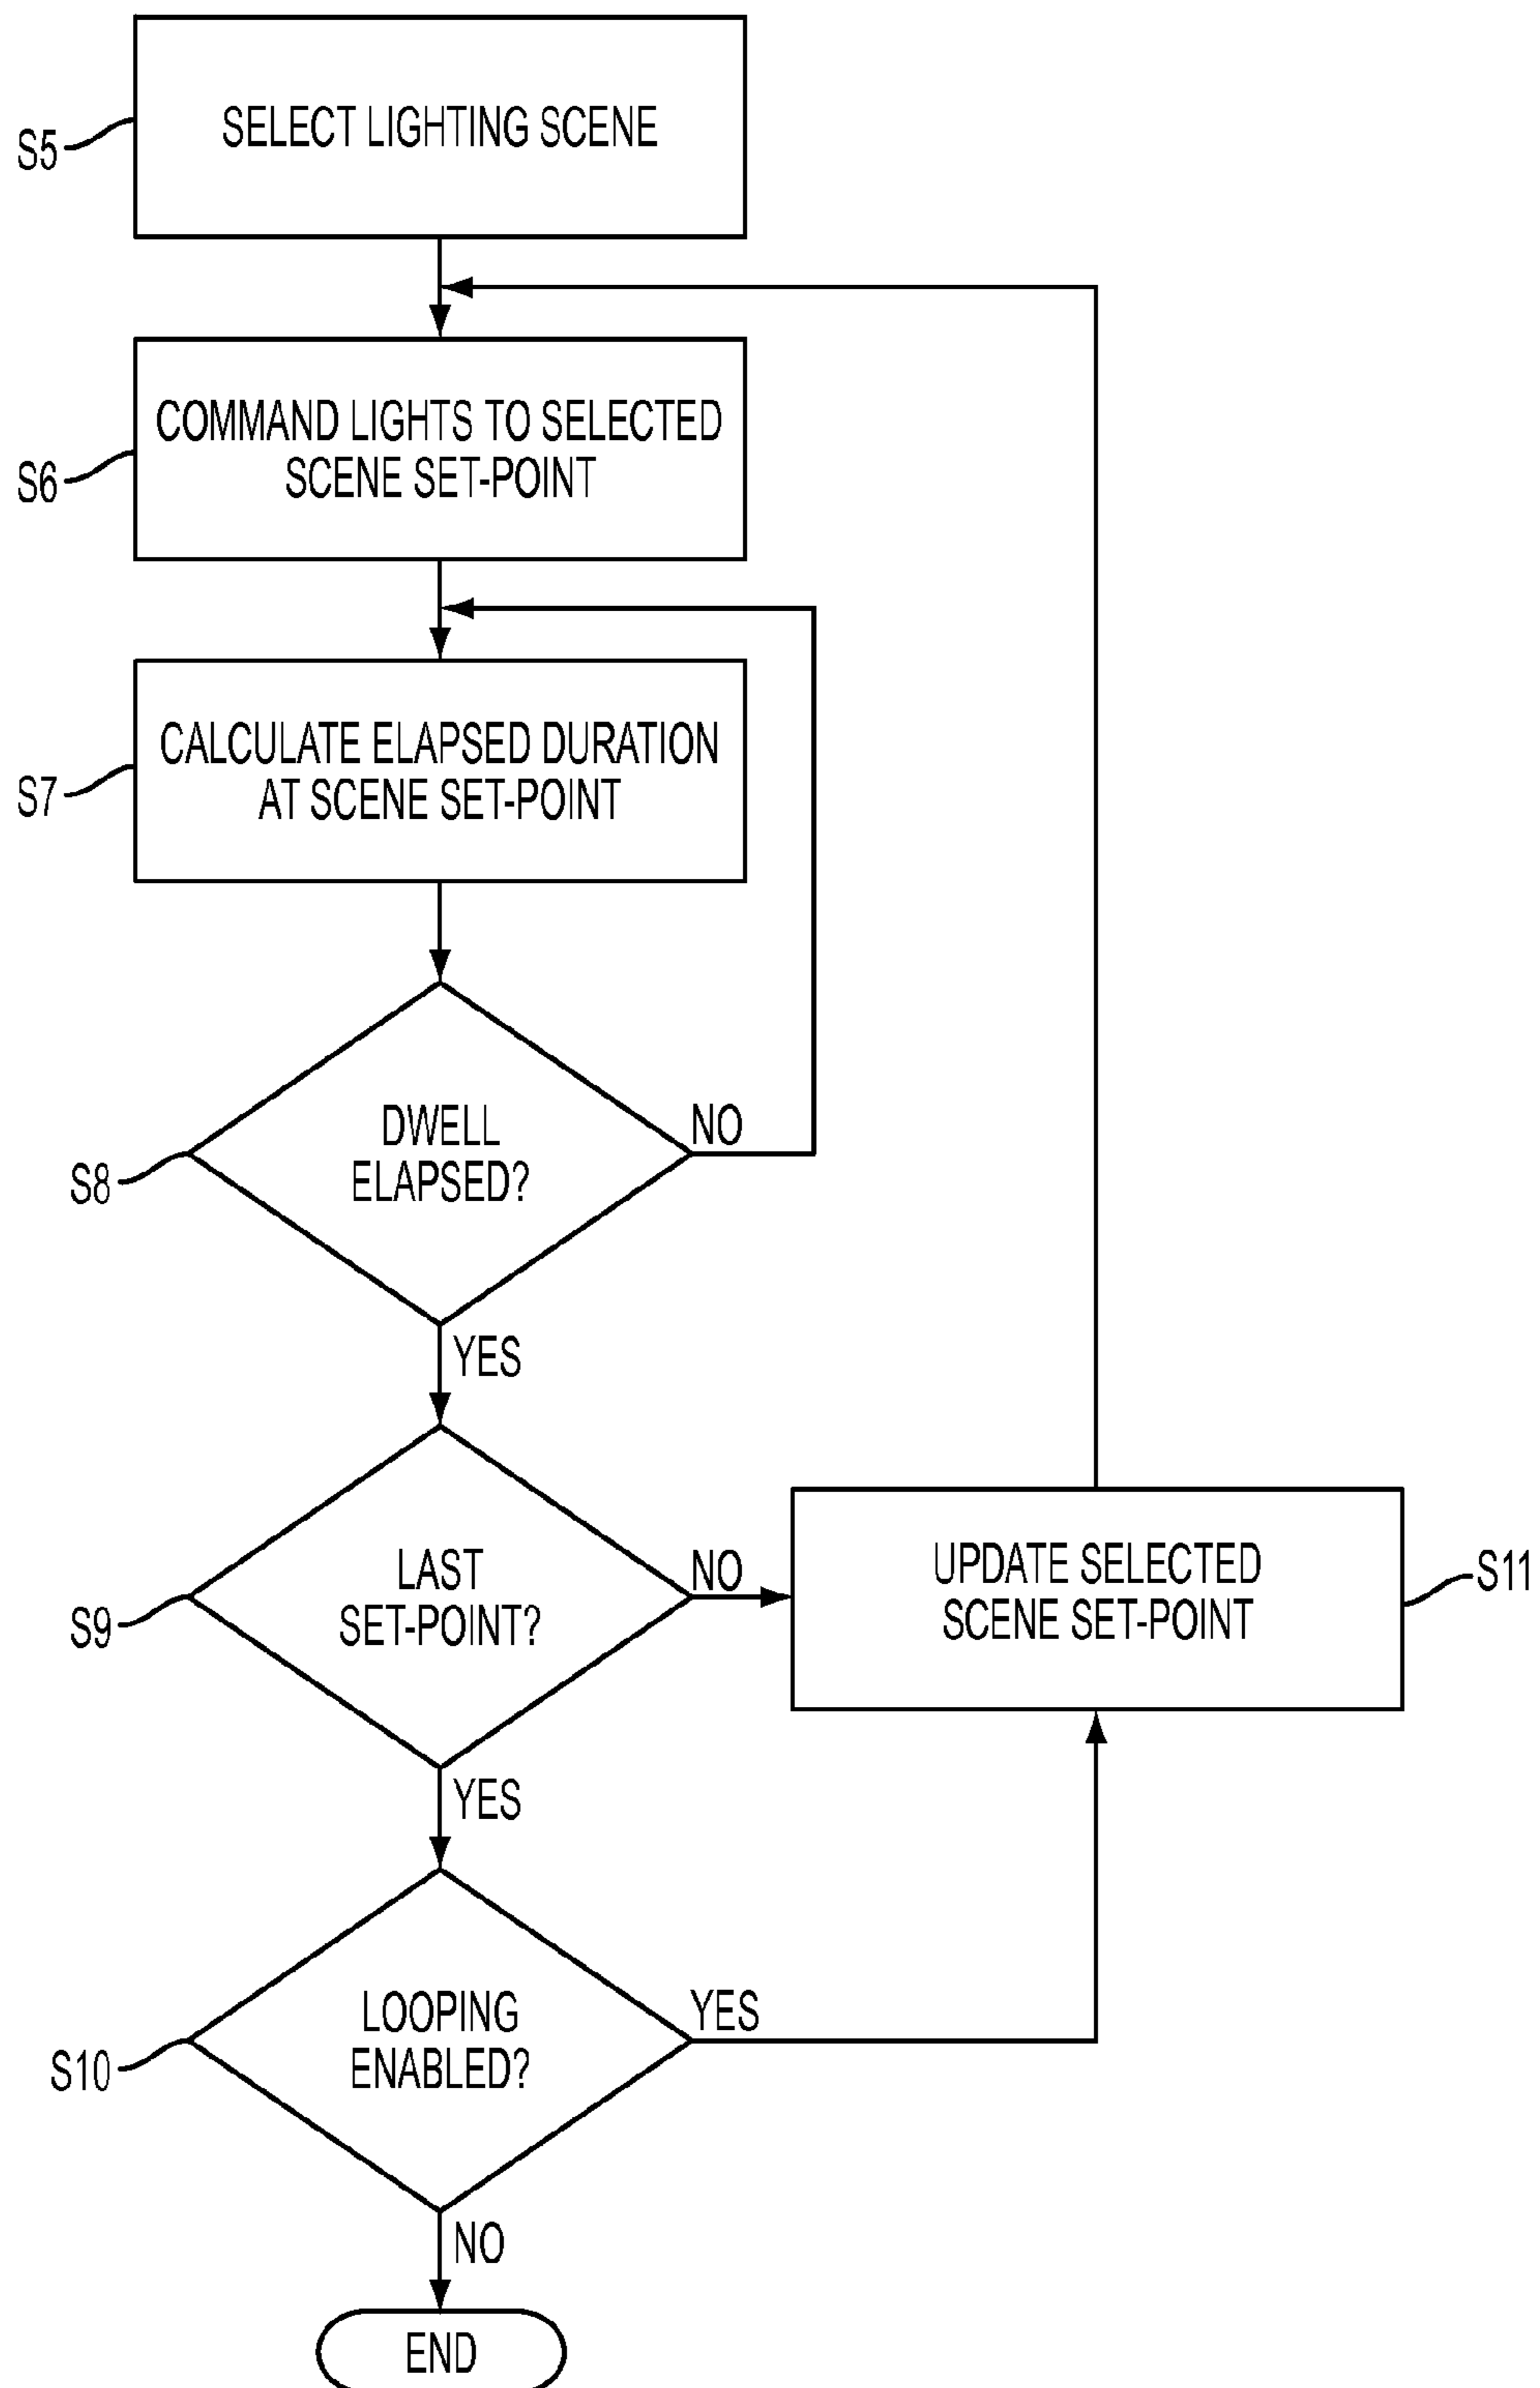 SELECT LIGHTING SCENE
S5
COMMAND LIGHTS TO SELECTED
SCENE SET-POINT
S6
CALCULATE ELAPSED DURATION
AT SCENE SET-POINT
S7
DWELL
ELAPSED?
NO
S8
YES
LAST
SET-POINT?
NO
S9
UPDATE SELECTED
SCENE SET-POINT
S11
YES
LOOPING
ENABLED?
YES
S10
NO
END